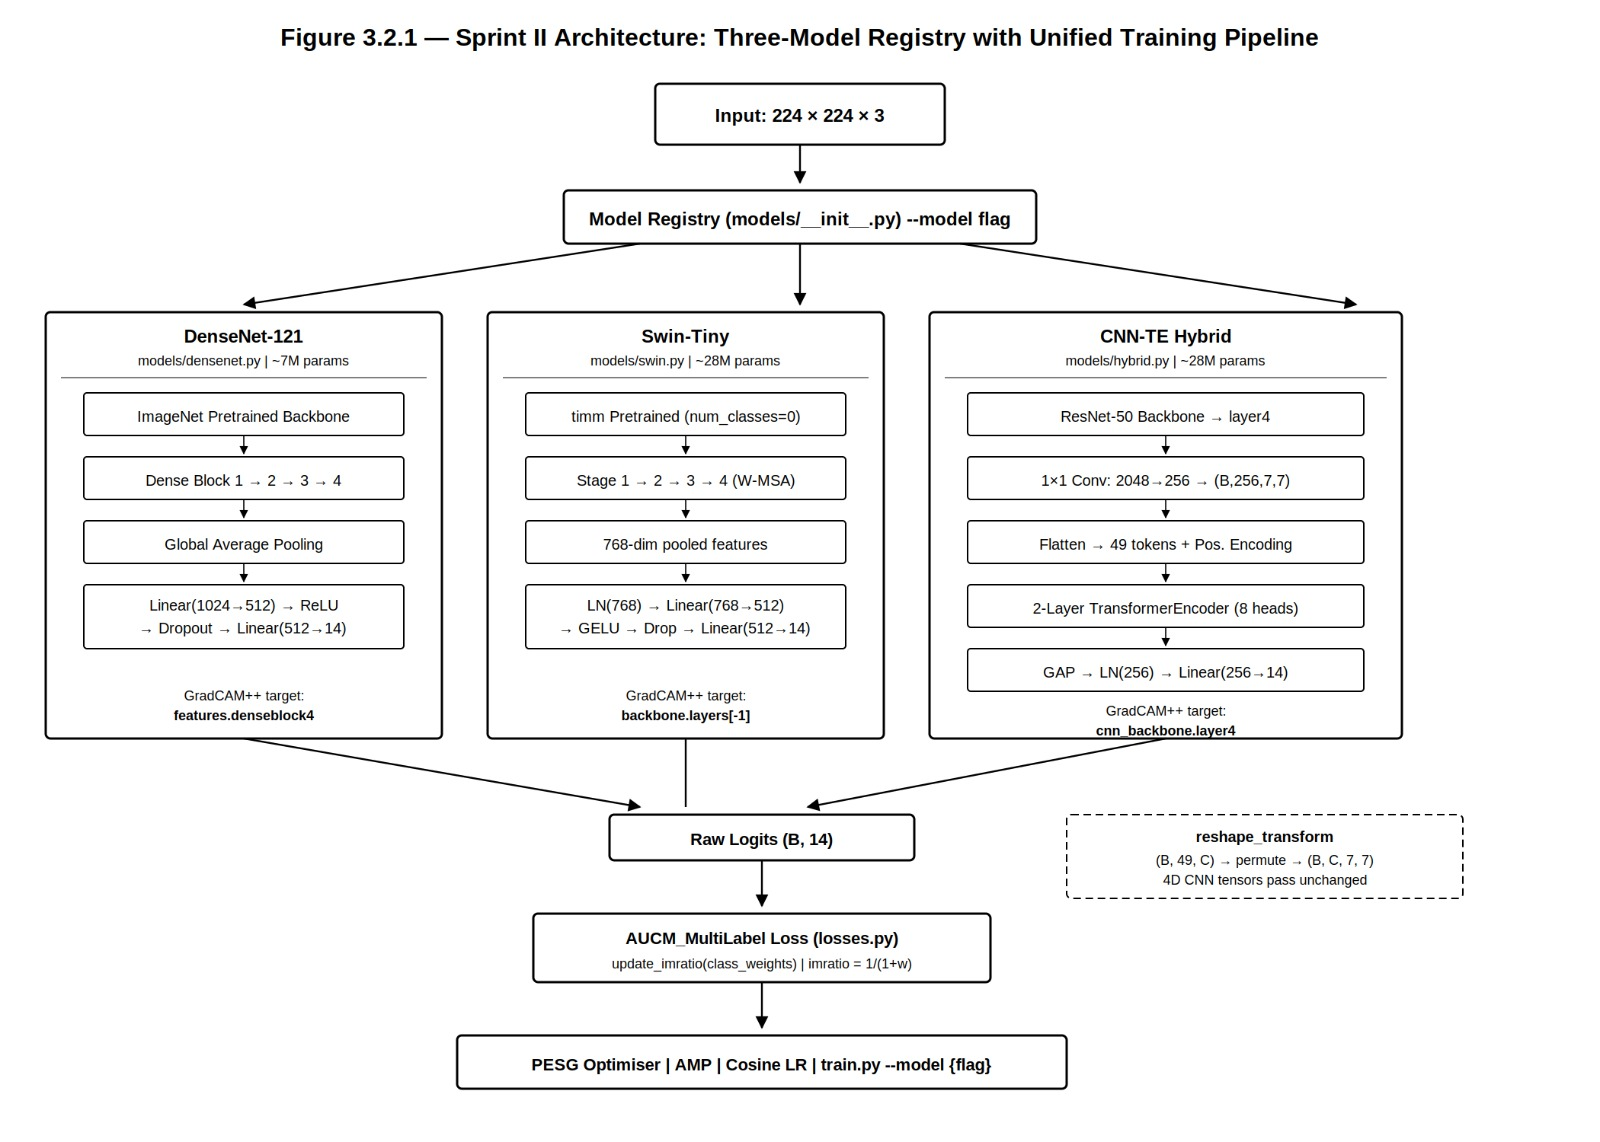 Figure 3.2.1 — Sprint II Architecture: Three-Model Registry with Unified Training Pipeline
Input: 224 × 224 × 3
Model Registry (models/__init__.py) --model flag
DenseNet-121
models/densenet.py | ~7M params
ImageNet Pretrained Backbone
Dense Block 1 → 2 → 3 → 4
Global Average Pooling
Linear(1024→512) → ReLU
→ Dropout → Linear(512→14)
GradCAM++ target:
features.denseblock4
Swin-Tiny
models/swin.py | ~28M params
timm Pretrained (num_classes=0)
Stage 1 → 2 → 3 → 4 (W-MSA)
768-dim pooled features
LN(768) → Linear(768→512)
→ GELU → Drop → Linear(512→14)
GradCAM++ target:
backbone.layers[-1]
CNN-TE Hybrid
models/hybrid.py | ~28M params
ResNet-50 Backbone → layer4
1×1 Conv: 2048→256 → (B,256,7,7)
Flatten → 49 tokens + Pos. Encoding
2-Layer TransformerEncoder (8 heads)
GAP → LN(256) → Linear(256→14)
GradCAM++ target:
cnn_backbone.layer4
Raw Logits (B, 14)
reshape_transform
(B, 49, C) → permute → (B, C, 7, 7)
4D CNN tensors pass unchanged
AUCM_MultiLabel Loss (losses.py)
update_imratio(class_weights) | imratio = 1/(1+w)
PESG Optimiser | AMP | Cosine LR | train.py --model {flag}